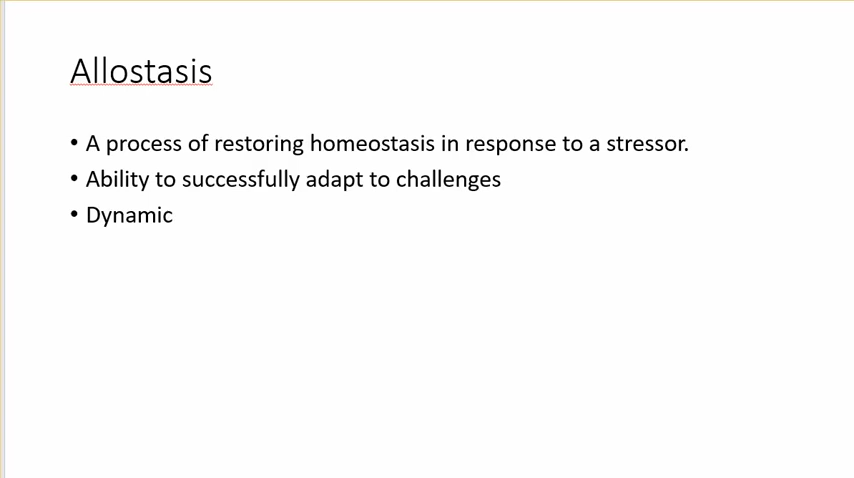 Allostasis
• A process of restoring homeostasis in response to a stressor.
• Ability to successfully adapt to challenges
• Dynamic